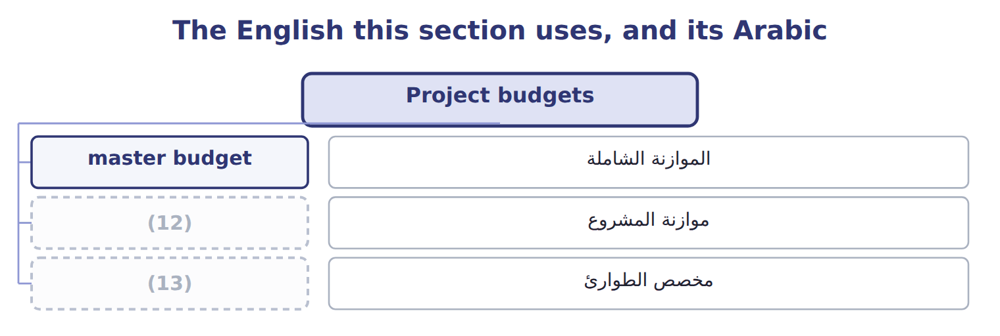 The English this section uses, and its Arabic
Project budgets
master budget
الموازنة الشاملة
(12)
موازنة المشروع
(13)
مخصص الطوارئ